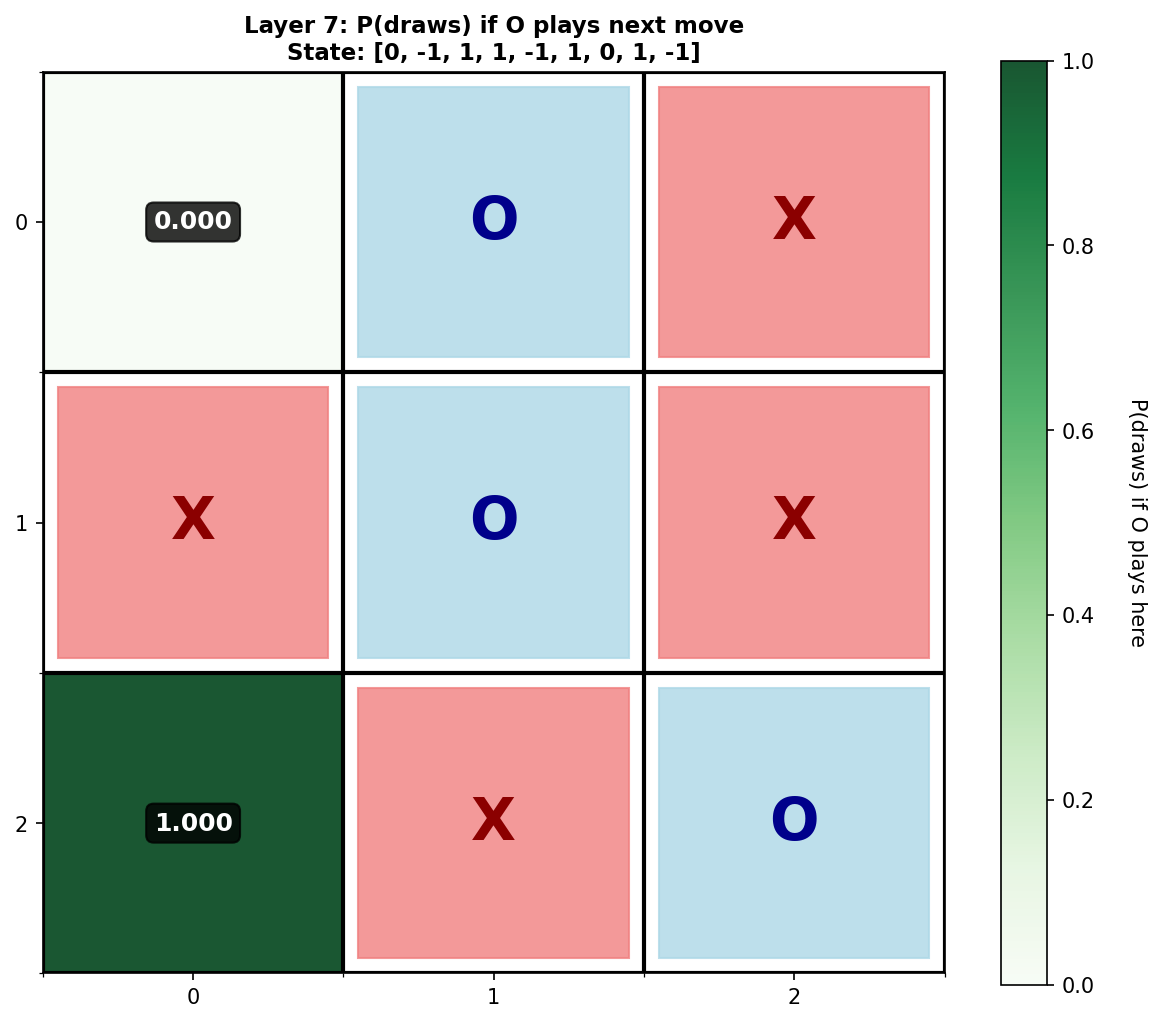 Layer 7: P(draws) if O plays next move
State: [0, -1, 1, 1, -1, 1, 0, 1, -1]
0
0.000
O
X
1
X
O
X
2
1.000
X
O
0
1
2
1.0
0.8
0.6
0.4
0.2
0.0
P(draws) if O plays here